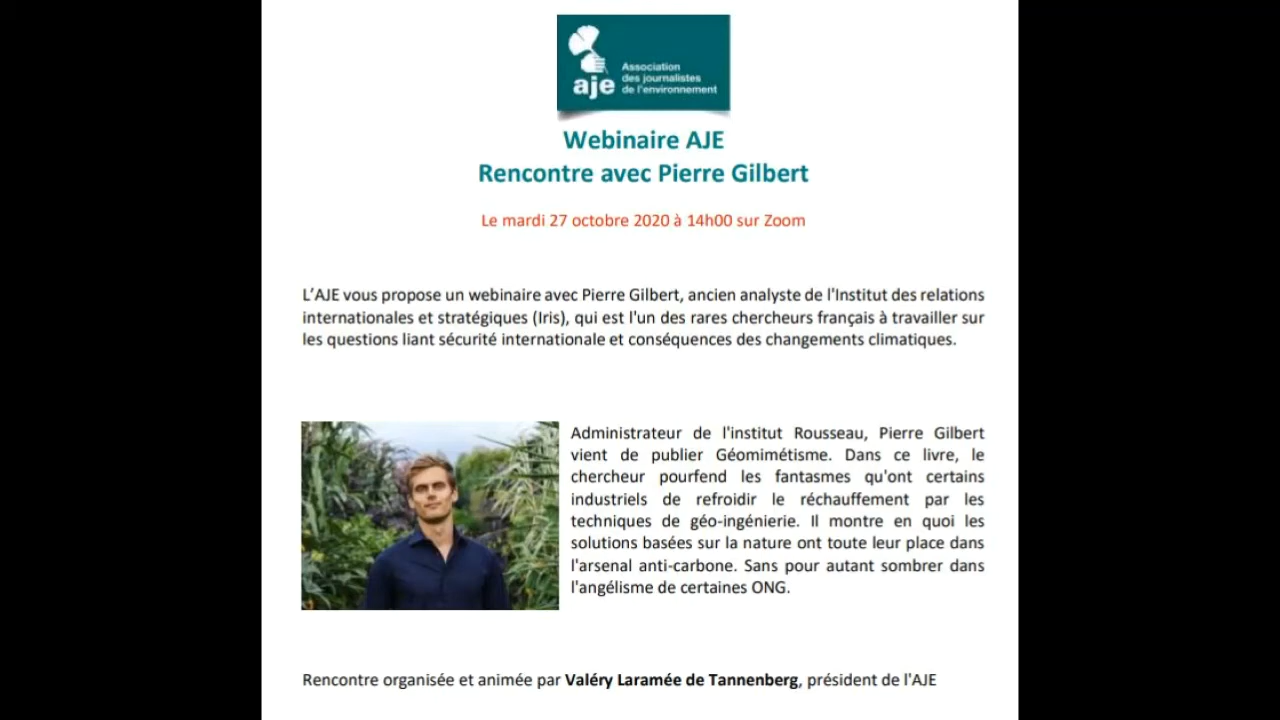 Association
des journalistes
aje de l'environnement
Webinaire AJE
Rencontre avec Pierre Gilbert
Le mardi 27 octobre 2020 à 14h00 sur Zoom
L’AJE vous propose un webinaire avec Pierre Gilbert, ancien analyste de l'Institut des relations
internationales et stratégiques (Iris), qui est l'un des rares chercheurs français à travailler sur
les questions liant sécurité internationale et conséquences des changements climatiques.
Administrateur de l'institut Rousseau, Pierre Gilbert
vient de publier Géomimétisme. Dans ce livre, le
chercheur pourfend les fantasmes qu'ont certains
industriels de refroidir le réchauffement par les
techniques de géo-ingénierie. Il montre en quoi les
solutions basées sur la nature ont toute leur place dans
l'arsenal anti-carbone. Sans pour autant sombrer dans
l'angélisme de certaines ONG.
Rencontre organisée et animée par Valéry Laramée de Tannenberg, président de l'AJE